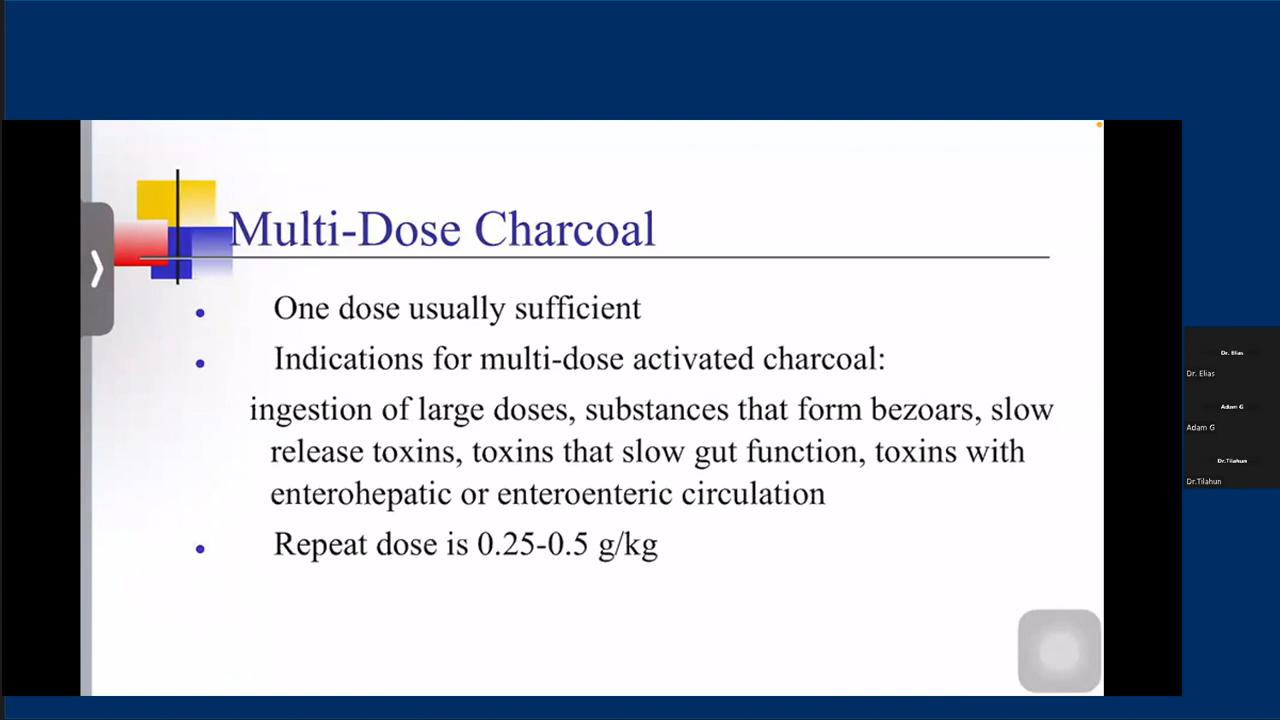 Multi-Dose Charcoal
• One dose usually sufficient
• Indications for multi-dose activated charcoal:
ingestion of large doses, substances that form bezoars, slow
release toxins, toxins that slow gut function, toxins with
enterohepatic or enteroenteric circulation
• Repeat dose is 0.25-0.5 g/kg
Dr. Elias
Dr. Elias
Adam G
Adam G
Dr.Tilahun
Dr.Tilahun